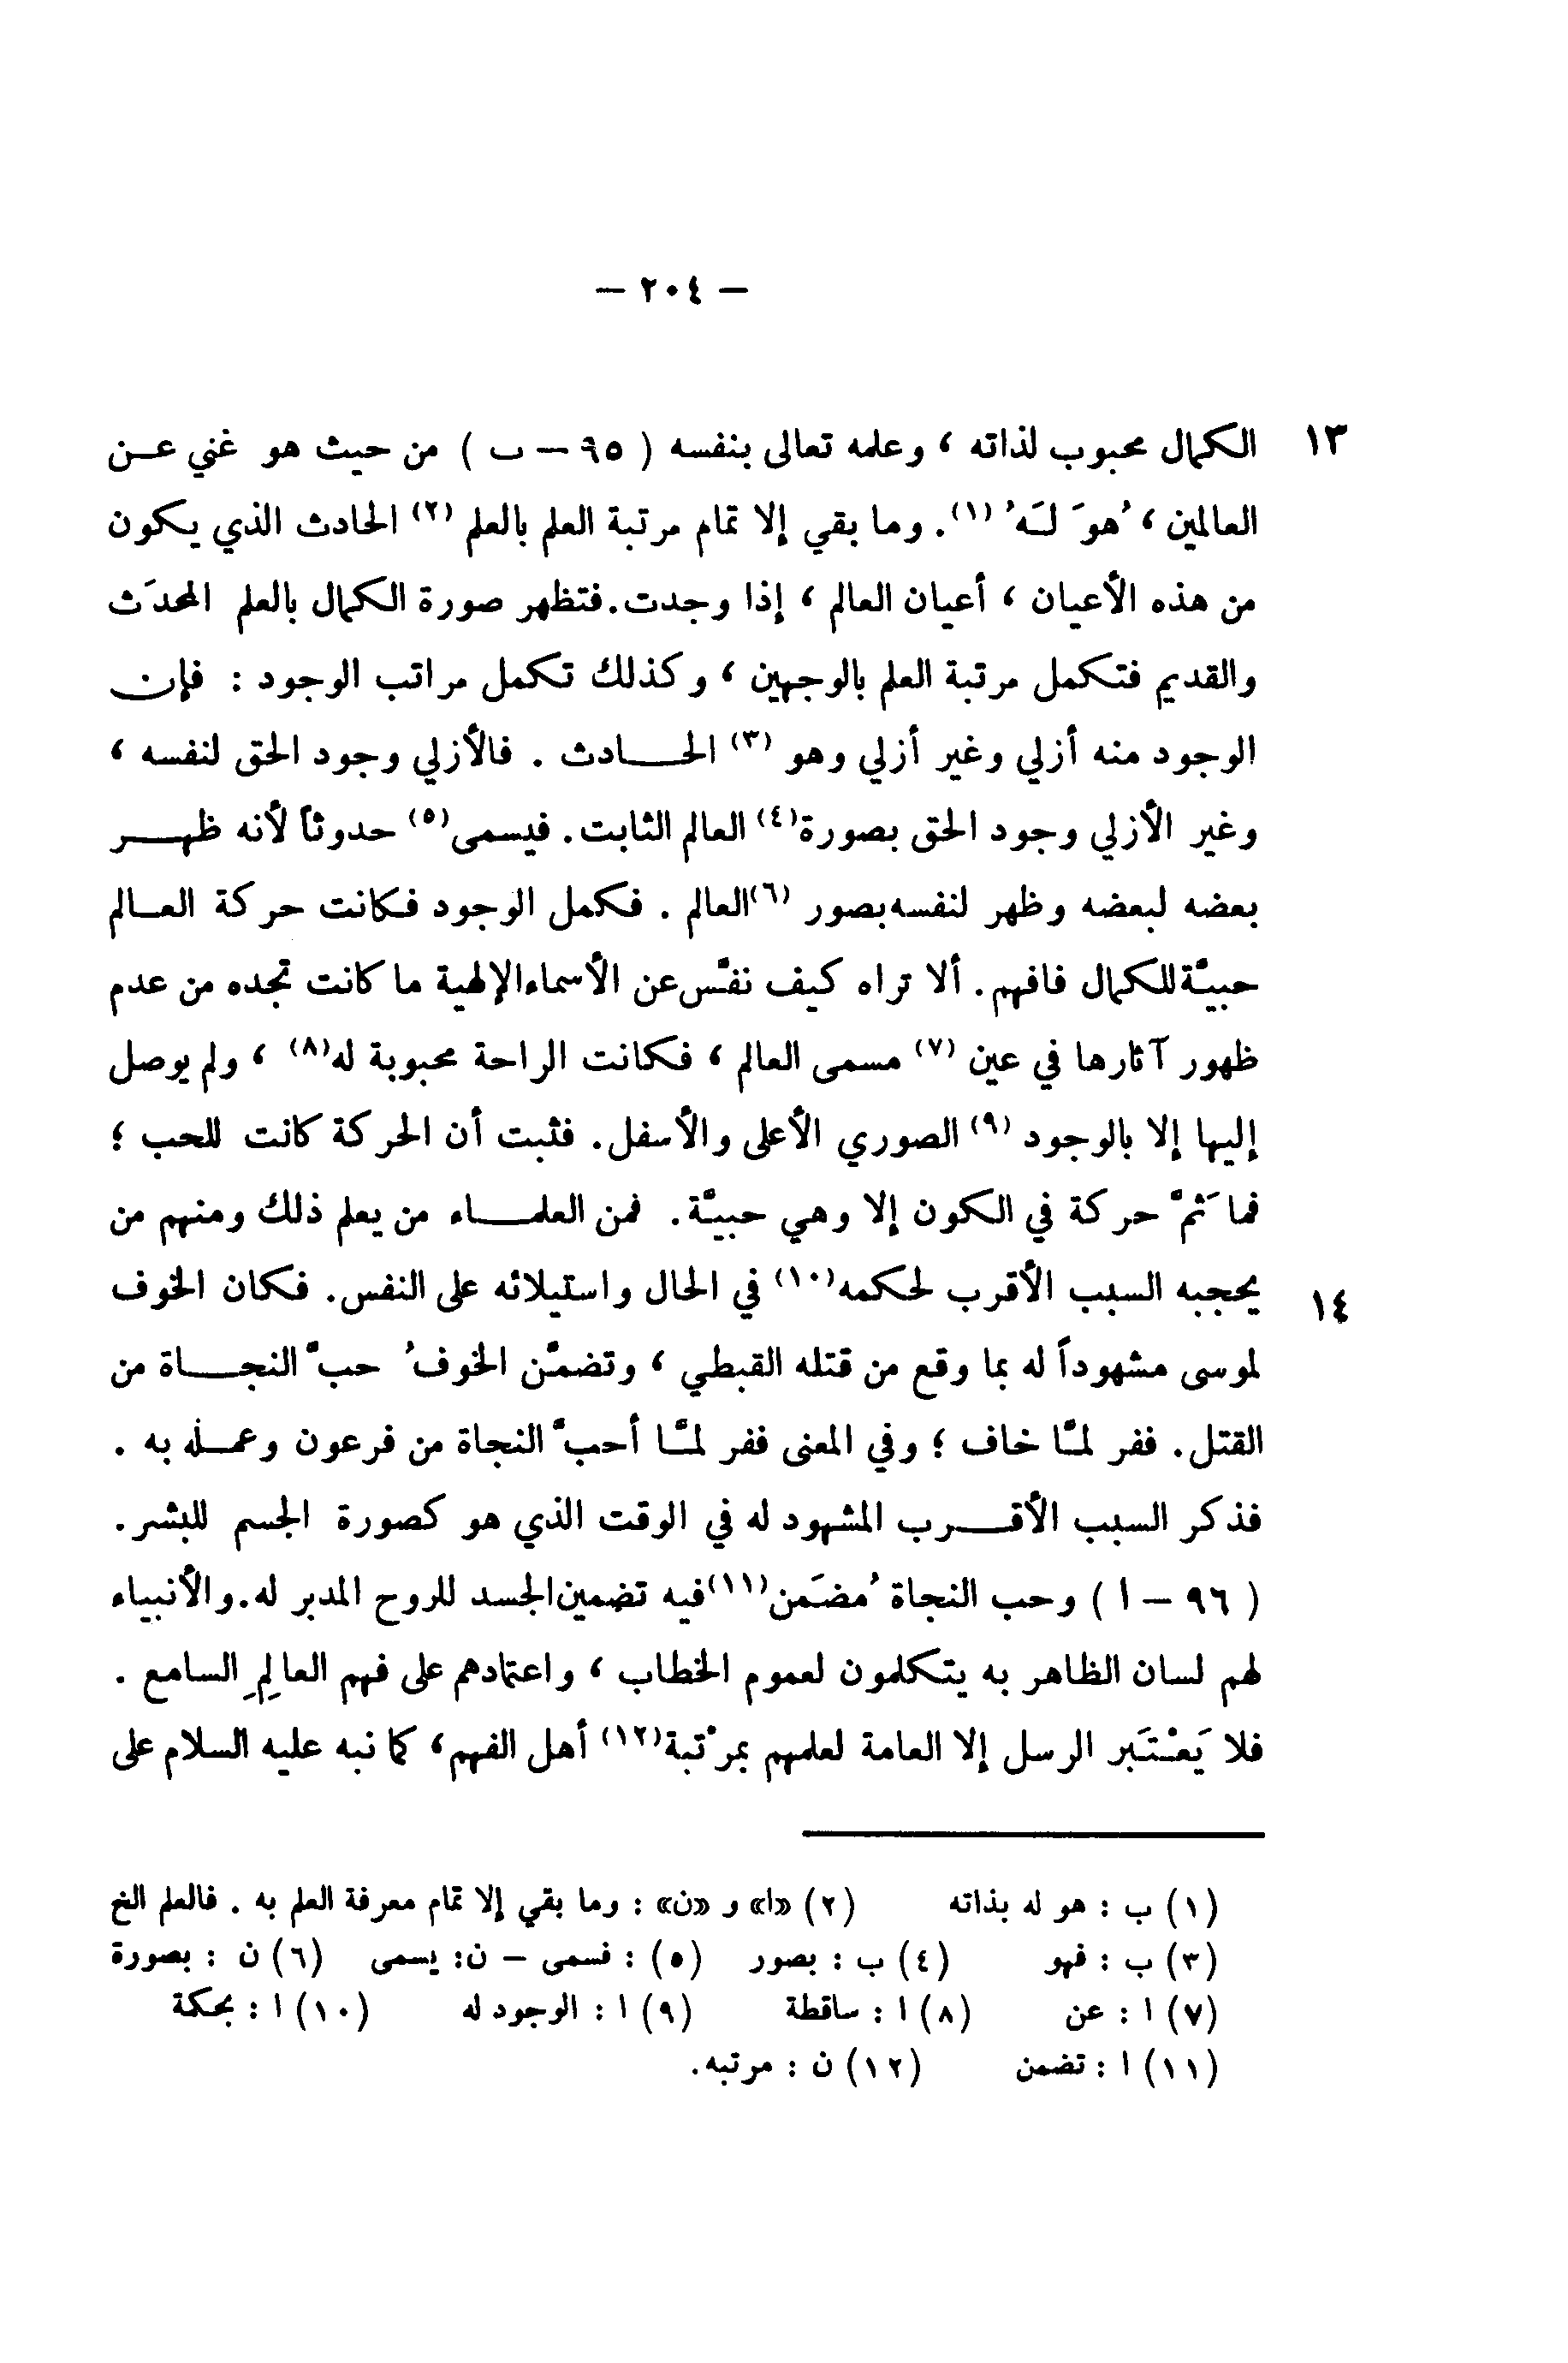 — ٢٠٤ —
١٣ الكمال محبوب لذاته ، وعلمه تعالى بنفسه ( ٩٥ — ب ) من حيث هو غني عن
العالمين ، هُوَ لَهُ (١). وما بقي إلا تمام مرتبة العلم بالعلم (٢) الحادث الذي يكون
من هذه الأعيان ، أعيان العالم ، إذا وجدت. فتظهر صورة الكمال بالعلم المحدَث
والقديم فتكمل مرتبة العلم بالوجهين ، وكذلك تكمل مراتب الوجود : فإن
الوجود منه أزلي وغير أزلي وهو (٣) الحادث . فالأزلي وجود الحق لنفسه ،
وغير الأزلي وجود الحق بصورة(٤) العالم الثابت. فيسمى(٥) حدوثاً لأنه ظهر
بعضه لبعضه وظهر لنفسه بصور (٦)العالم . فكمل الوجود فكانت حركة العالم
حبيَّة للكمال فافهم. ألا تراه كيف نفَّس عن الأسماء الإلهية ما كانت تجده من عدم
ظهور آثارها في عين (٧) مسمى العالم ، فكانت الراحة محبوبة له(٨) ، ولم يوصل
إليها إلا بالوجود (٩) الصوري الأعلى والأسفل. فثبت أن الحركة كانت للحب ؛
فما ثَمَّ حركة في الكون إلا وهي حبيَّة. فمن العلماء من يعلم ذلك ومنهم من
١٤ يحجبه السبب الأقرب لحكمه(١٠) في الحال واستيلائه على النفس. فكان الخوف
لموسى مشهوداً له بما وقع من قتله القبطي ، وتضمَّن الخوفُ حبَّ النجاة من
القتل. ففر لمَّا خاف ؛ وفي المعنى ففر لمَّا أحبَّ النجاة من فرعون وعمله به .
فذكر السبب الأقرب المشهود له في الوقت الذي هو كصورة الجسم للبشر.
( ٩٦ — ا ) وحب النجاة مُضَمن(١١)فيه تضمين الجسد للروح المدبر له. والأنبياء
لهم لسان الظاهر به يتكلمون لعموم الخطاب ، واعتمادهم على فهم العالِمِ السامع .
فلا يَعْتَبر الرسل إلا العامة لعلمهم بمرْتبة(١٢) أهل الفهم، كما نبه عليه السلام على
(١) ب : هو له بذاته (٢) «ا» و «ن» : وما بقي إلا تمام معرفة العلم به . فالعلم الخ
(٣) ب : فهو (٤) ب : بصور (٥) : فسمى — ن: يسمى (٦) ن : بصورة
(٧) ا : عن (٨) ا : ساقطة (٩) ا : الوجود له (١٠) ا : بحكة
(١١) ا : تضمن (١٢) ن : مرتبه.